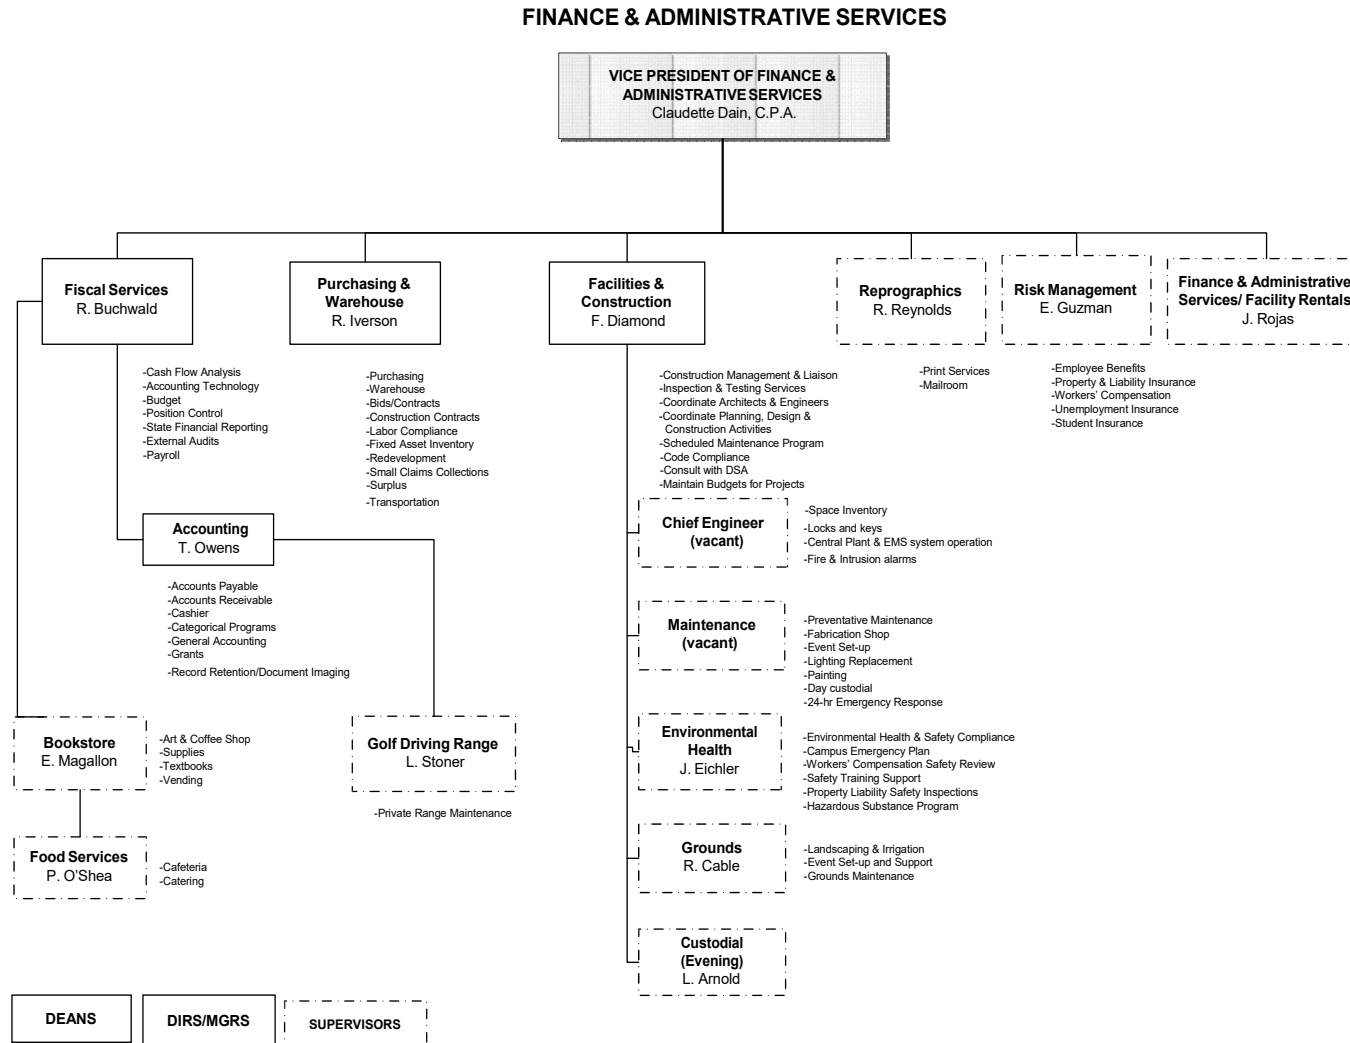 FINANCE & ADMINISTRATIVE SERVICES
VICE PRESIDENT OF FINANCE &
ADMINISTRATIVE SERVICES
Claudette Dain, C.P.A.
Fiscal Services
R. Buchwald
Purchasing &
Warehouse
R. Iverson
Facilities &
Construction
F. Diamond
Reprographics
R. Reynolds
Risk Management
E. Guzman
Finance & Administrative
Services/ Facility Rentals
J. Rojas
-Cash Flow Analysis
-Accounting Technology
-Budget
-Position Control
-State Financial Reporting
-External Audits
-Payroll
-Purchasing
-Warehouse
-Bids/Contracts
-Construction Contracts
-Labor Compliance
-Fixed Asset Inventory
-Redevelopment
-Small Claims Collections
-Surplus
-Transportation
-Construction Management & Liaison
-Inspection & Testing Services
-Coordinate Architects & Engineers
-Coordinate Planning, Design &
Construction Activities
-Scheduled Maintenance Program
-Code Compliance
-Consult with DSA
-Maintain Budgets for Projects
-Print Services
-Mailroom
-Employee Benefits
-Property & Liability Insurance
-Workers' Compensation
-Unemployment Insurance
-Student Insurance
Accounting
T. Owens
-Accounts Payable
-Accounts Receivable
-Cashier
-Categorical Programs
-General Accounting
-Grants
-Record Retention/Document Imaging
Chief Engineer
(vacant)
-Space Inventory
-Locks and keys
-Central Plant & EMS system operation
-Fire & Intrusion alarms
Maintenance
(vacant)
-Preventative Maintenance
-Fabrication Shop
-Event Set-up
-Lighting Replacement
-Painting
-Day custodial
-24-hr Emergency Response
Bookstore
E. Magallon
-Art & Coffee Shop
-Supplies
-Textbooks
-Vending
Golf Driving Range
L. Stoner
-Private Range Maintenance
Environmental
Health
J. Eichler
-Environmental Health & Safety Compliance
-Campus Emergency Plan
-Workers' Compensation Safety Review
-Safety Training Support
-Property Liability Safety Inspections
-Hazardous Substance Program
Food Services
P. O'Shea
-Cafeteria
-Catering
Grounds
R. Cable
-Landscaping & Irrigation
-Event Set-up and Support
-Grounds Maintenance
Custodial
(Evening)
L. Arnold
DEANS
DIRS/MGRS
SUPERVISORS